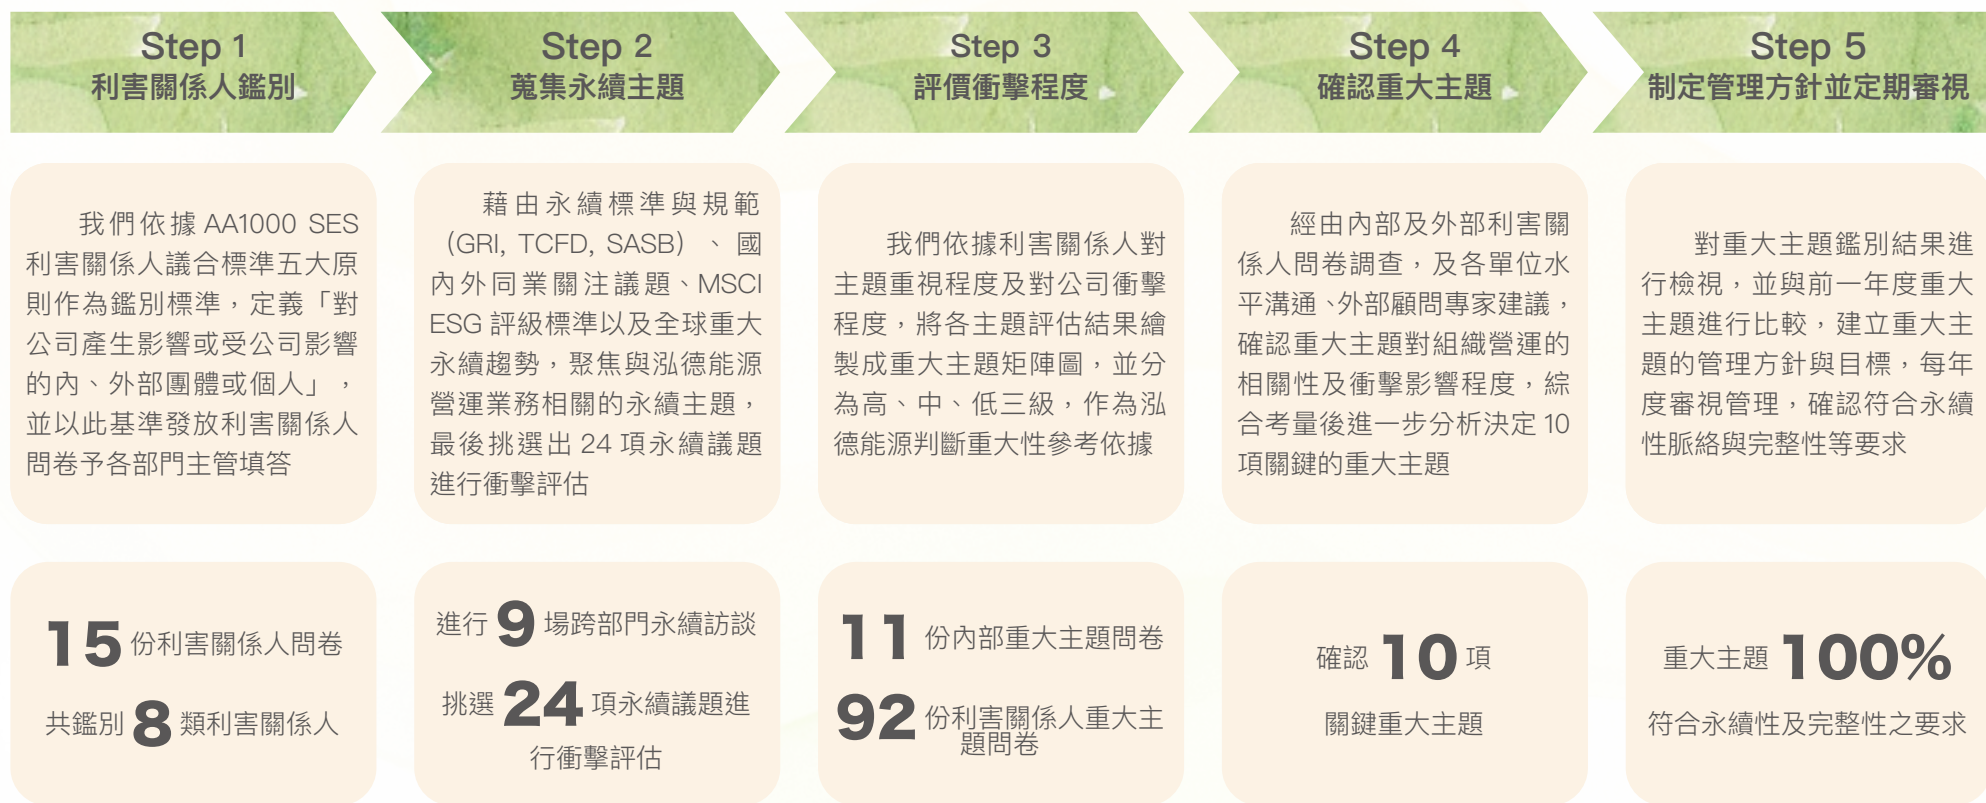 Step 1
利害關係人鑑別
Step 2
蒐集永續主題
Step 3
評價衝擊程度
Step 4
確認重大主題
Step 5
制定管理方針並定期審視
我們依據 AA1000 SES
利害關係人議合標準五大原
則作為鑑別標準，定義「對
公司產生影響或受公司影響
的內、外部團體或個人」，
並以此基準發放利害關係人
問卷予各部門主管填答
藉由永續標準與規範
（GRI, TCFD, SASB）、國
內外同業關注議題、MSCI
ESG 評級標準以及全球重大
永續趨勢，聚焦與泓德能源
營運業務相關的永續主題，
最後挑選出 24 項永續議題
進行衝擊評估
我們依據利害關係人對
主題重視程度及對公司衝擊
程度，將各主題評估結果繪
製成重大主題矩陣圖，並分
為高、中、低三級，作為泓
德能源判斷重大性參考依據
經由內部及外部利害關
係人問卷調查，及各單位水
平溝通、外部顧問專家建議，
確認重大主題對組織營運的
相關性及衝擊影響程度，綜
合考量後進一步分析決定 10
項關鍵的重大主題
對重大主題鑑別結果進
行檢視，並與前一年度重大
主題進行比較，建立重大主
題的管理方針與目標，每年
度審視管理，確認符合永續
性脈絡與完整性等要求
15 份利害關係人問卷
共鑑別 8 類利害關係人
進行 9 場跨部門永續訪談
挑選 24 項永續議題進
行衝擊評估
11 份內部重大主題問卷
92 份利害關係人重大主
題問卷
確認 10 項
關鍵重大主題
重大主題 100%
符合永續性及完整性之要求